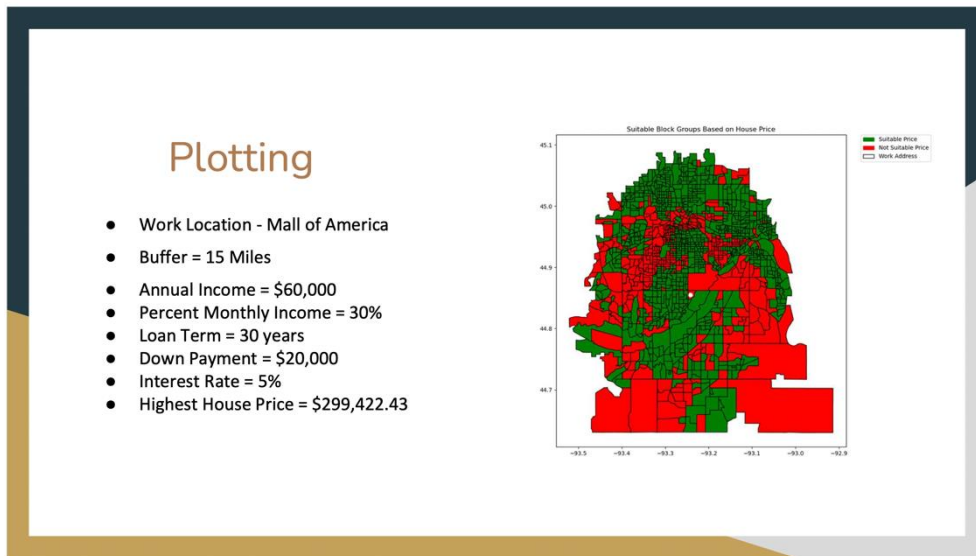 Plotting
● Work Location - Mall of America
● Buffer = 15 Miles
● Annual Income = $60,000
● Percent Monthly Income = 30%
● Loan Term = 30 years
● Down Payment = $20,000
● Interest Rate = 5%
● Highest House Price = $299,422.43
Suitable Block Groups Based on House Price
Suitable Price
Not Suitable Price
Work Address
45.1
45.0
44.9
44.8
44.7
−93.5 −93.4 −93.3 −93.2 −93.1 −93.0 −92.9